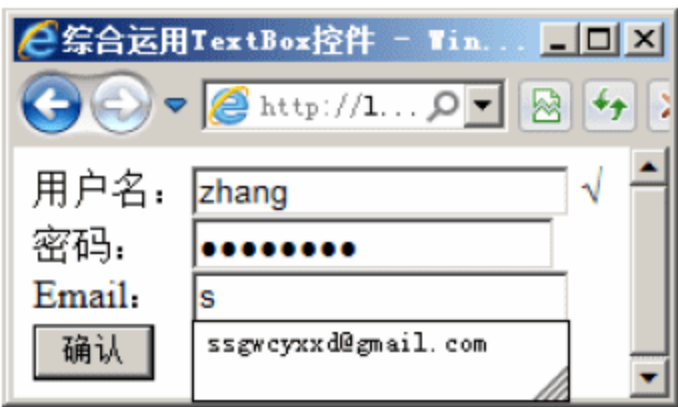 综合运用TextBox控件 - Win...
http://l...
用户名：zhang √
密码：●●●●●●●●
Email：s
确认
ssgwcyxxd@gmail.com